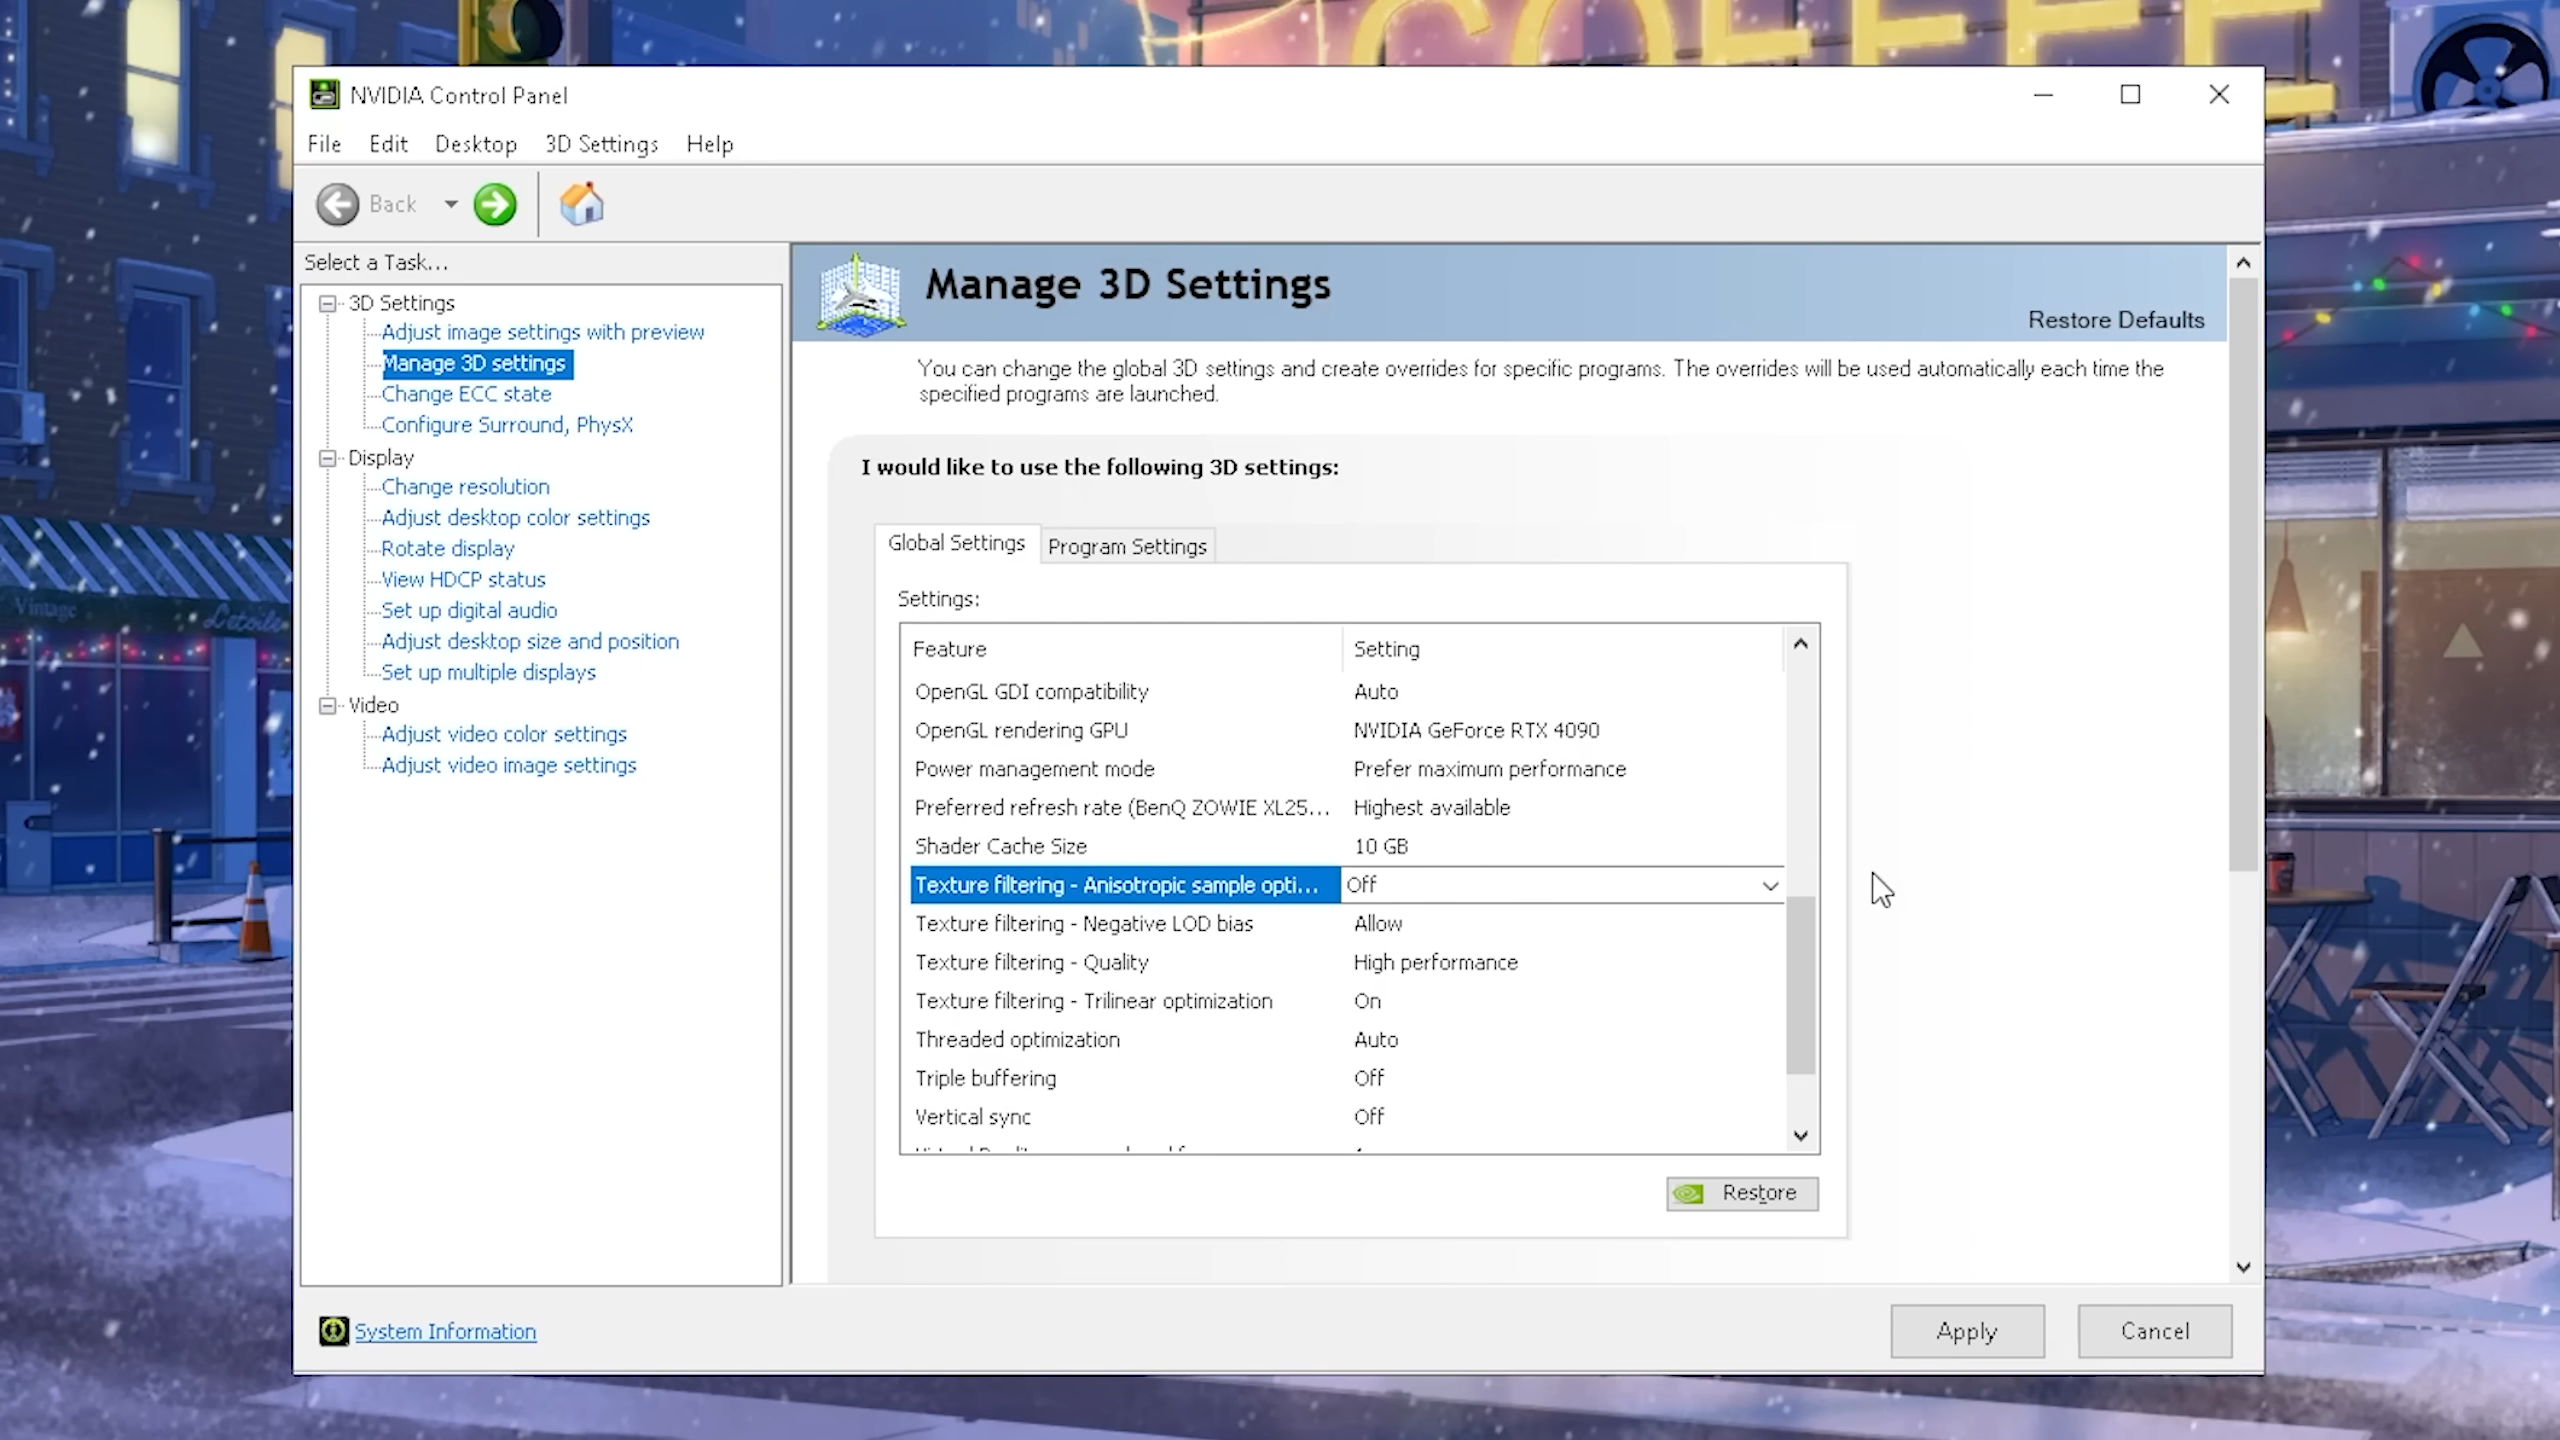 COFFEE
NVIDIA Control Panel
File Edit Desktop 3D Settings Help
Back
Select a Task...
3D Settings
Adjust image settings with preview
Manage 3D settings
Change ECC state
Configure Surround, PhysX
Display
Change resolution
Adjust desktop color settings
Rotate display
View HDCP status
Set up digital audio
Adjust desktop size and position
Set up multiple displays
Video
Adjust video color settings
Adjust video image settings
System Information
Manage 3D Settings
Restore Defaults
You can change the global 3D settings and create overrides for specific programs. The overrides will be used automatically each time the
specified programs are launched.
I would like to use the following 3D settings:
Global Settings Program Settings
Settings:
Feature Setting
OpenGL GDI compatibility Auto
OpenGL rendering GPU NVIDIA GeForce RTX 4090
Power management mode Prefer maximum performance
Preferred refresh rate (BenQ ZOWIE XL25... Highest available
Shader Cache Size 10 GB
Texture filtering - Anisotropic sample opti... Off
Texture filtering - Negative LOD bias Allow
Texture filtering - Quality High performance
Texture filtering - Trilinear optimization On
Threaded optimization Auto
Triple buffering Off
Vertical sync Off
Restore
Apply Cancel
Vintage
L'etoile